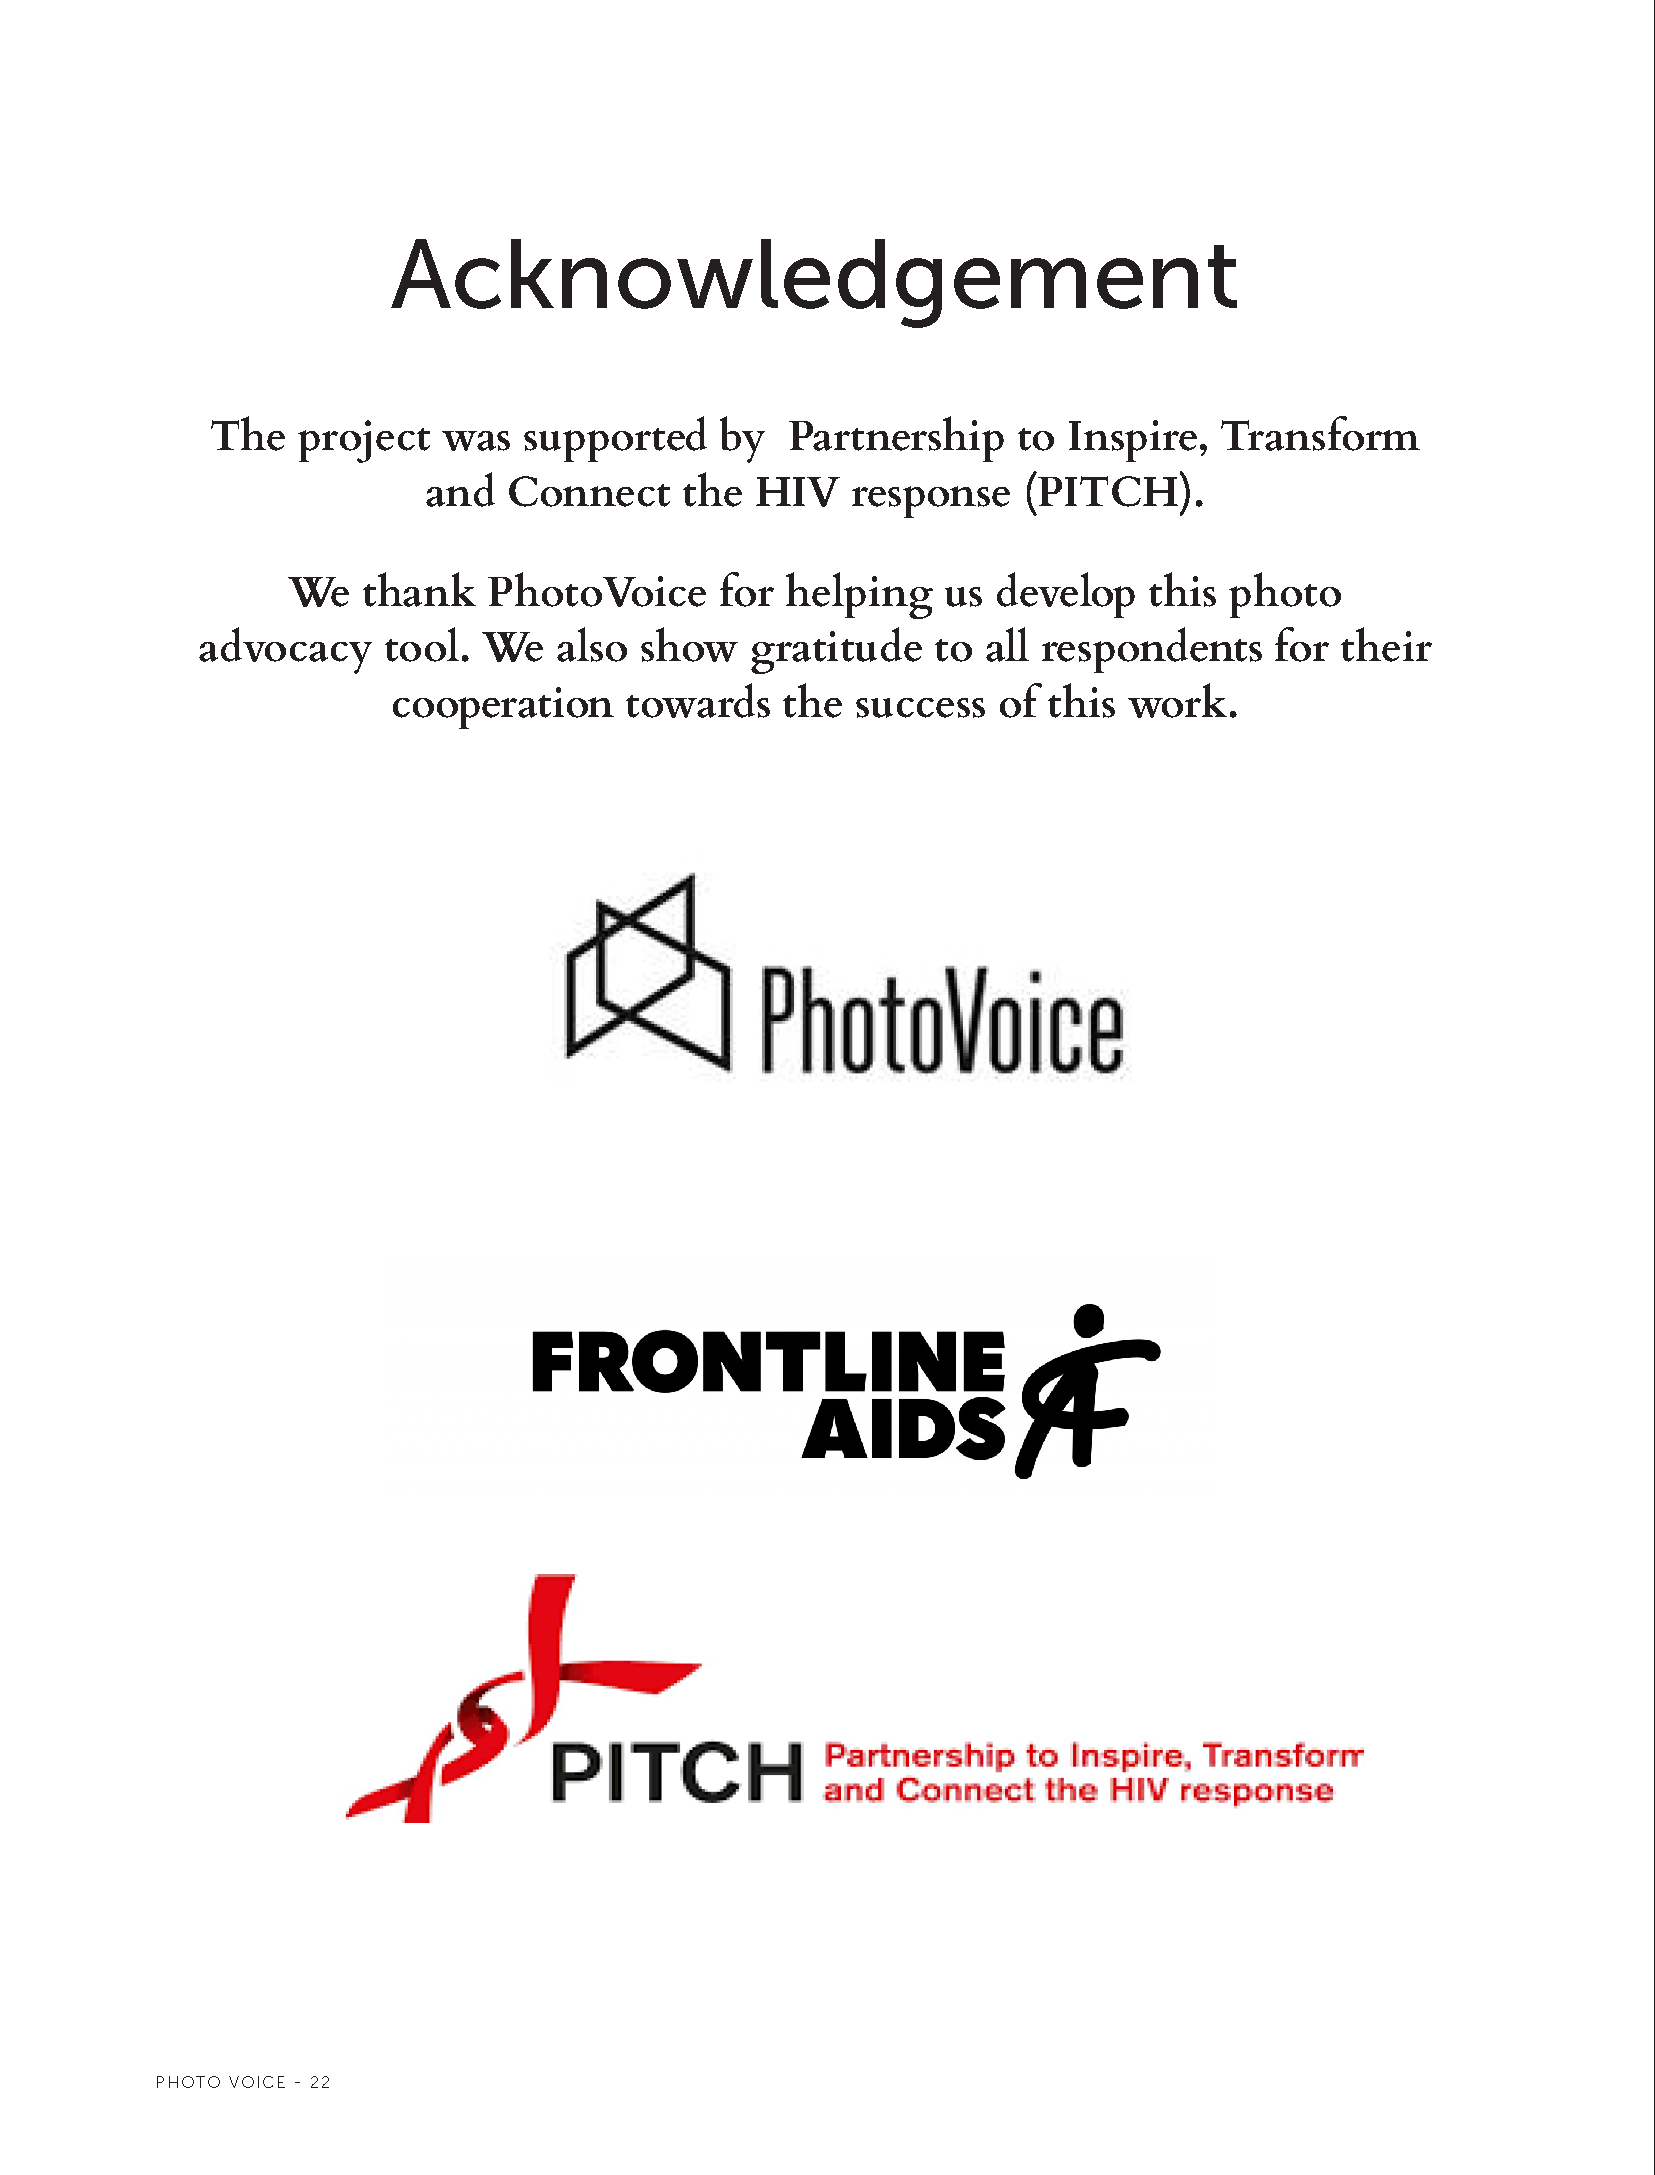 Acknowledgement
The project was supported by  Partnership to Inspire, Transform
and Connect the HIV response (PITCH).
We thank PhotoVoice for helping us develop this photo
advocacy tool. We also show gratitude to all respondents for their
cooperation towards the success of this work.
PhotoVoice
FRONTLINE
AIDS
PITCH Partnership to Inspire, Transform
and Connect the HIV response
PHOTO VOICE - 22